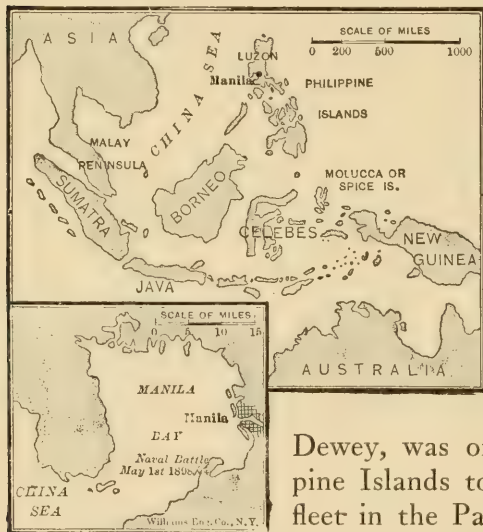 SCALE OF MILES
0 200 500 1000
ASIA
LUZON
Manila
CHINA SEA
PHILIPPINE
ISLANDS
MALAY
PENINSULA
MOLUCCA OR
SPICE IS.
SUMATRA
BORNEO
CELEBES
NEW
GUINEA
JAVA
AUSTRALIA
SCALE OF MILES
0 5 10 15
MANILA
Manila
BAY
Naval Battle
May 1st 1898
CHINA
SEA
Williams Eng. Co., N.Y.
Dewey, was or
pine Islands to
fleet in the Pa